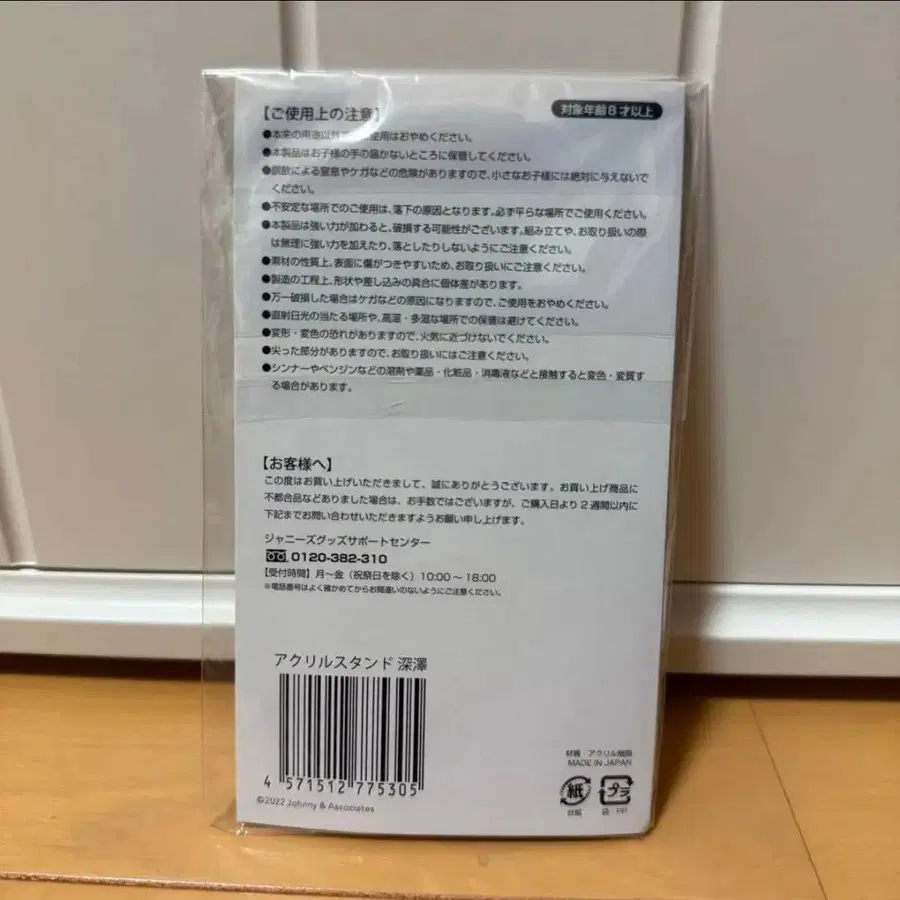 【ご使用上の注意】
対象年齢8才以上
●本来の用途以外での使用はおやめください。
●本製品はお子様の手の届かないところに保管してください。
●誤飲による窒息やケガなどの危険がありますので、小さなお子様には絶対に与えないで
ください。
●不安定な場所でのご使用は、落下の原因となります。必ず平らな場所でご使用ください。
●本製品は強い力が加わると、破損する可能性がございます。組み立てや、お取り扱いの際
は無理に強い力を加えたり、落としたりしないようにご注意ください。
●素材の性質上、表面に傷がつきやすいため、お取り扱いにご注意ください。
●製造の工程上、形状や差し込みの具合に個体差があります。
●万一破損した場合はケガなどの原因になりますので、ご使用をおやめください。
●直射日光の当たる場所や、高温・多湿な場所での保管は避けてください。
●変形・変色の恐れがありますので、火気に近づけないでください。
●尖った部分がありますので、お取り扱いにはご注意ください。
●シンナーやベンジンなどの溶剤や薬品・化粧品・消毒液などと接触すると変色・変質す
る場合があります。
【お客様へ】
この度はお買い上げいただきまして、誠にありがとうございます。お買い上げ商品に
不都合品などありました場合は、お手数ではございますが、ご購入日より2週間以内に
下記までお問い合わせいただきますようお願い申し上げます。
ジャニーズグッズサポートセンター
0120-382-310
【受付時間】月～金（祝祭日を除く）10:00～18:00
※電話番号はよく確かめてからお間違いのないようにご注意ください。
アクリルスタンド 深澤
4 571512 775305
©2022 Johnny & Associates
材質：アクリル樹脂
MADE IN JAPAN
紙 プラ
台紙 袋：PP